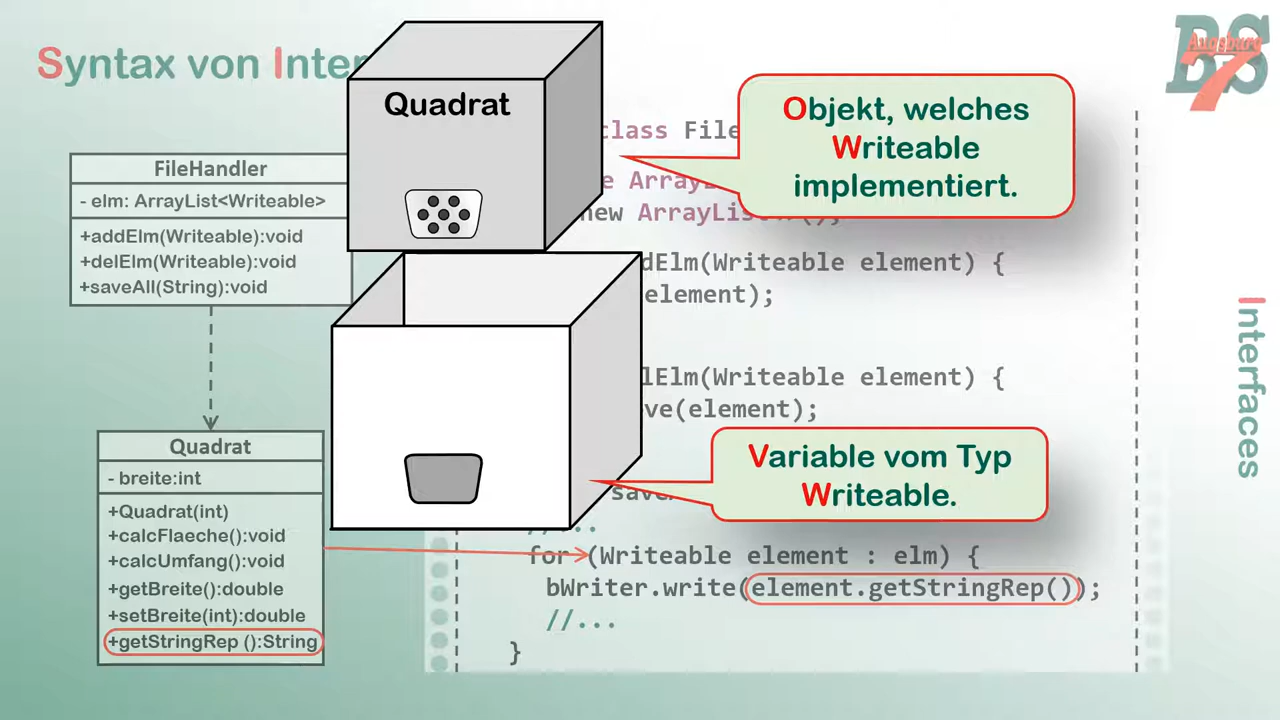 Syntax von Inter
BS
Augsburg
7
Quadrat
Objekt, welches
Writeable
implementiert.
FileHandler
- elm: ArrayList<Writeable>
+addElm(Writeable):void
+delElm(Writeable):void
+saveAll(String):void
Quadrat
- breite:int
+Quadrat(int)
+calcFlaeche():void
+calcUmfang():void
+getBreite():double
+setBreite(int):double
+getStringRep ():String
class File
ArrayL
new ArrayLis
dElm(Writeable element) {
(element);
lElm(Writeable element) {
ve(element);
Variable vom Typ
Writeable.
save
//...
for (Writeable element : elm) {
bWriter.write(element.getStringRep());
//...
}
Interfaces